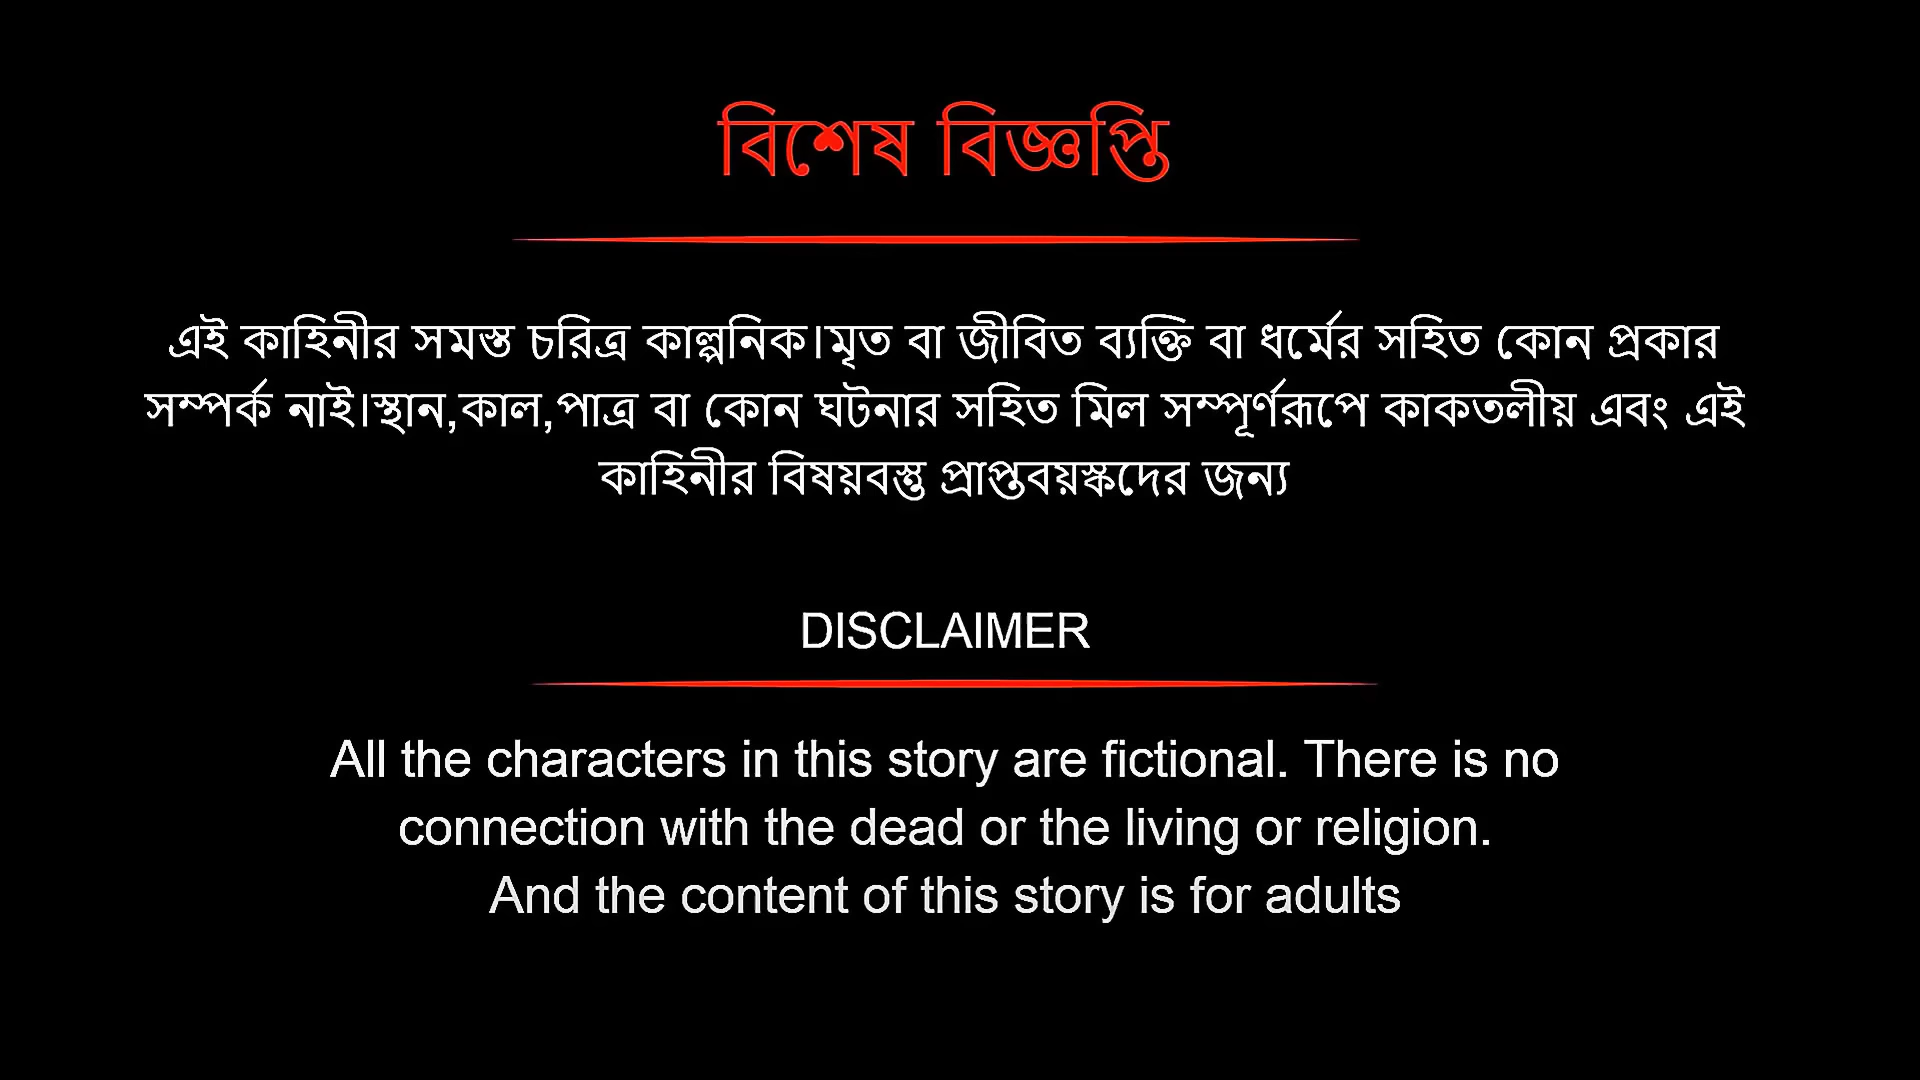 বিশেষ বিজ্ঞপ্তি
এই কাহিনীর সমস্ত চরিত্র কাল্পনিক।মৃত বা জীবিত ব্যক্তি বা ধর্মের সহিত কোন প্রকার
সম্পর্ক নাই।স্থান,কাল,পাত্র বা কোন ঘটনার সহিত মিল সম্পূর্ণরূপে কাকতলীয় এবং এই
কাহিনীর বিষয়বস্তু প্রাপ্তবয়স্কদের জন্য
DISCLAIMER
All the characters in this story are fictional. There is no
connection with the dead or the living or religion.
And the content of this story is for adults